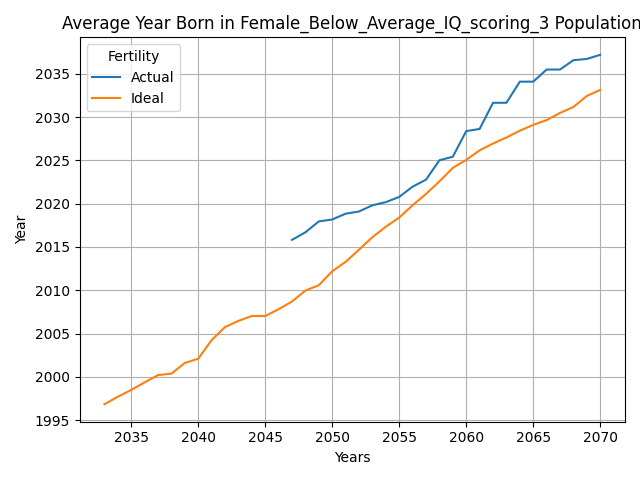 Average Year Born in Female_Below_Average_IQ_scoring_3 Population
Fertility
Actual
Ideal
2035
2030
2025
2020
2015
2010
2005
2000
1995
Year
2035 2040 2045 2050 2055 2060 2065 2070
Years